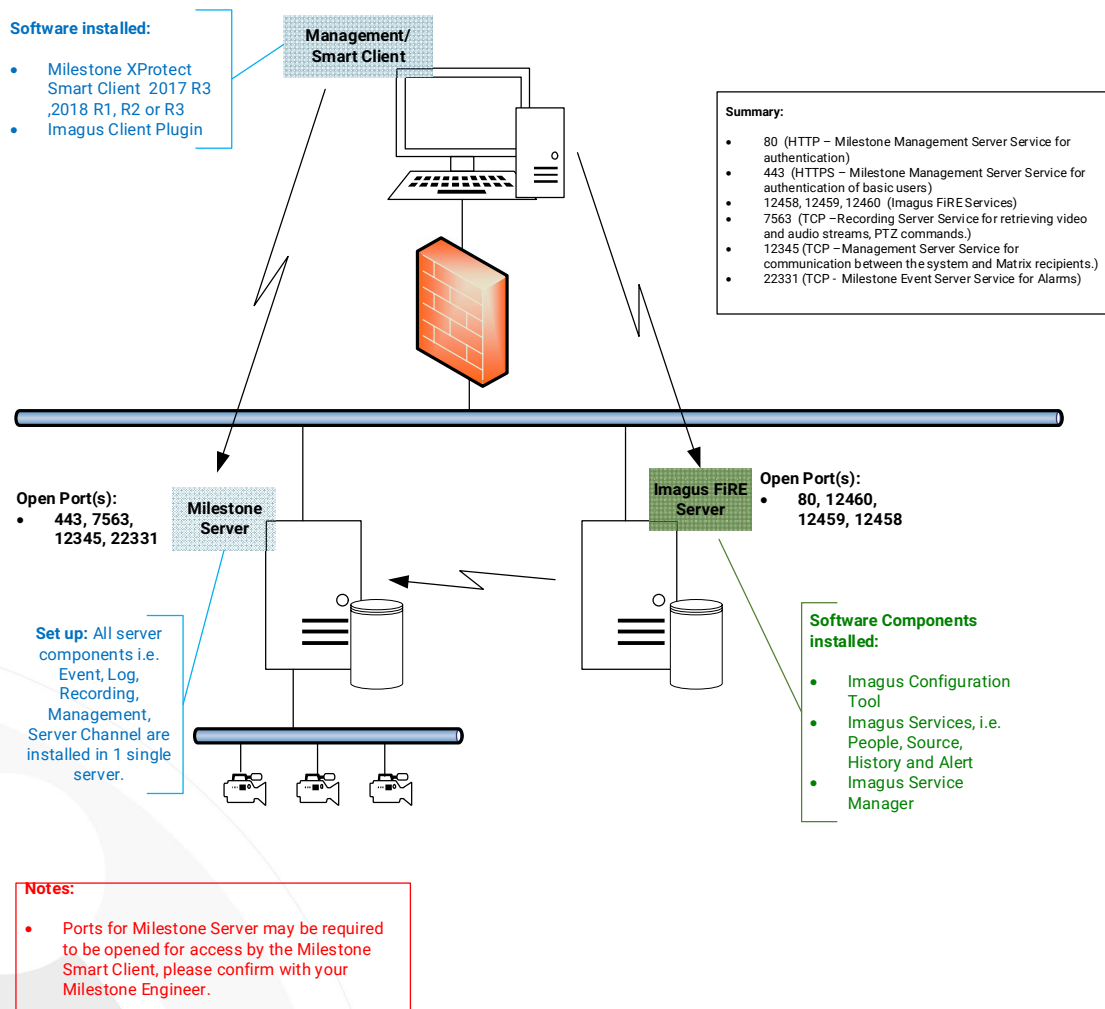 Software installed:
• Milestone XProtect
Smart Client  2017 R3
,2018 R1, R2 or R3
• Imagus Client Plugin
Management/
Smart Client
Summary:
• 80  (HTTP – Milestone Management Server Service for
authentication)
• 443  (HTTPS – Milestone Management Server Service for
authentication of basic users)
• 12458, 12459, 12460  (Imagus FiRE Services)
• 7563  (TCP –Recording Server Service for retrieving video
and audio streams, PTZ commands.)
• 12345 (TCP –Management Server Service for
communication between the system and Matrix recipients.)
• 22331 (TCP - Milestone Event Server Service for Alarms)
Open Port(s):
• 443, 7563,
12345, 22331
Milestone
Server
Imagus FiRE
Server
Open Port(s):
• 80, 12460,
12459, 12458
Set up: All server
components i.e.
Event, Log,
Recording,
Management,
Server Channel are
installed in 1 single
server.
Software Components
installed:
• Imagus Configuration
Tool
• Imagus Services, i.e.
People, Source,
History and Alert
• Imagus Service
Manager
Notes:
• Ports for Milestone Server may be required
to be opened for access by the Milestone
Smart Client, please confirm with your
Milestone Engineer.